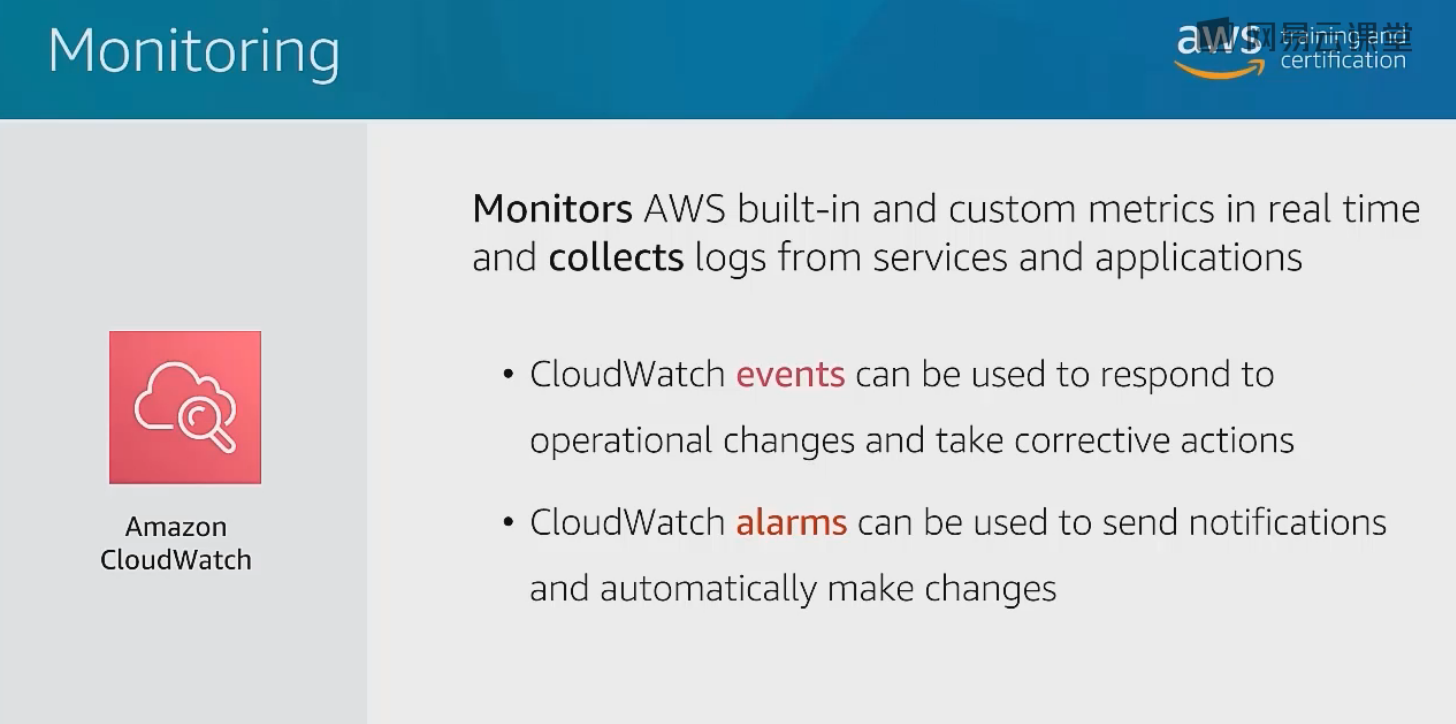 Monitoring
aws training and
certification
网易云课堂
Monitors AWS built-in and custom metrics in real time
and collects logs from services and applications
• CloudWatch events can be used to respond to
operational changes and take corrective actions
• CloudWatch alarms can be used to send notifications
and automatically make changes
Amazon
CloudWatch